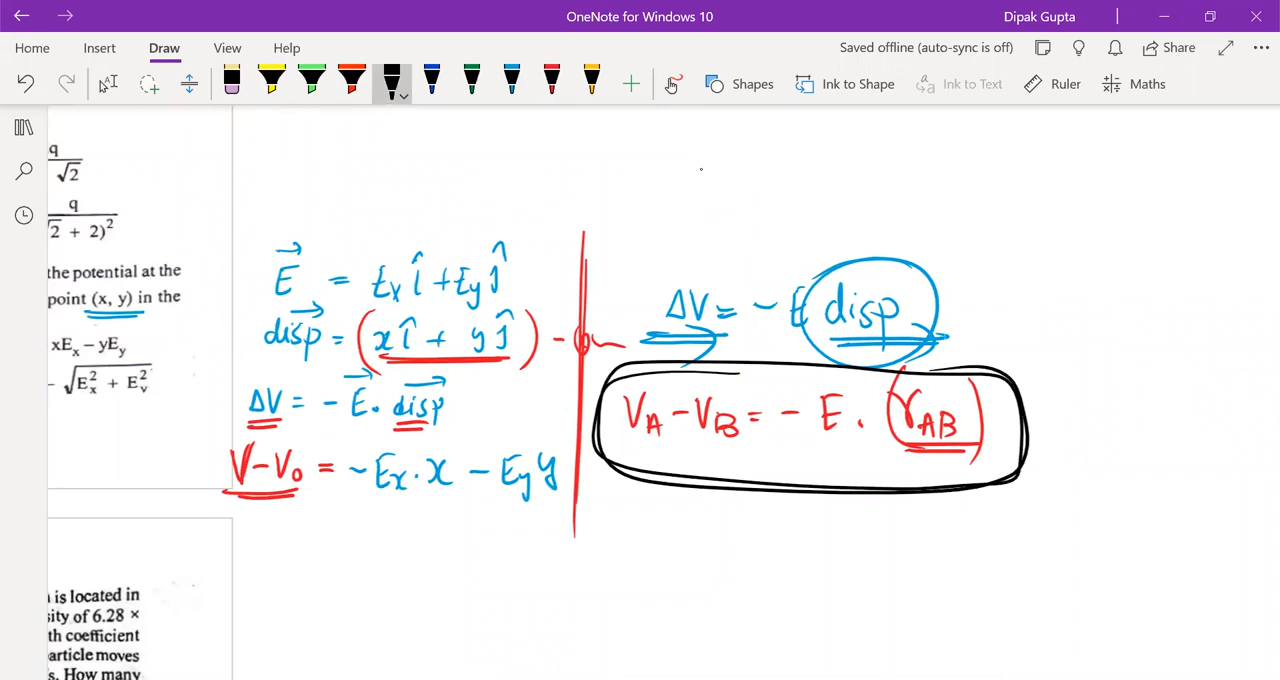 OneNote for Windows 10
Dipak Gupta
Home Insert Draw View Help
Saved offline (auto-sync is off)
Share
Shapes
Ink to Shape
Ink to Text
Ruler
Maths
q
√2
q
√2 + 2)²
the potential at the
point (x, y) in the
xEx − yEy
− √Ex² + Ey²
E⃗ = Ex î + Ey ĵ
disp = (x î + y ĵ) −
ΔV = − E⃗ . disp
V − V₀ = − Ex . x − Ey y
ΔV = − E disp
VA − VB = − E . (rAB)
is located in
sity of 6.28 ×
th coefficient
article moves
s. How many